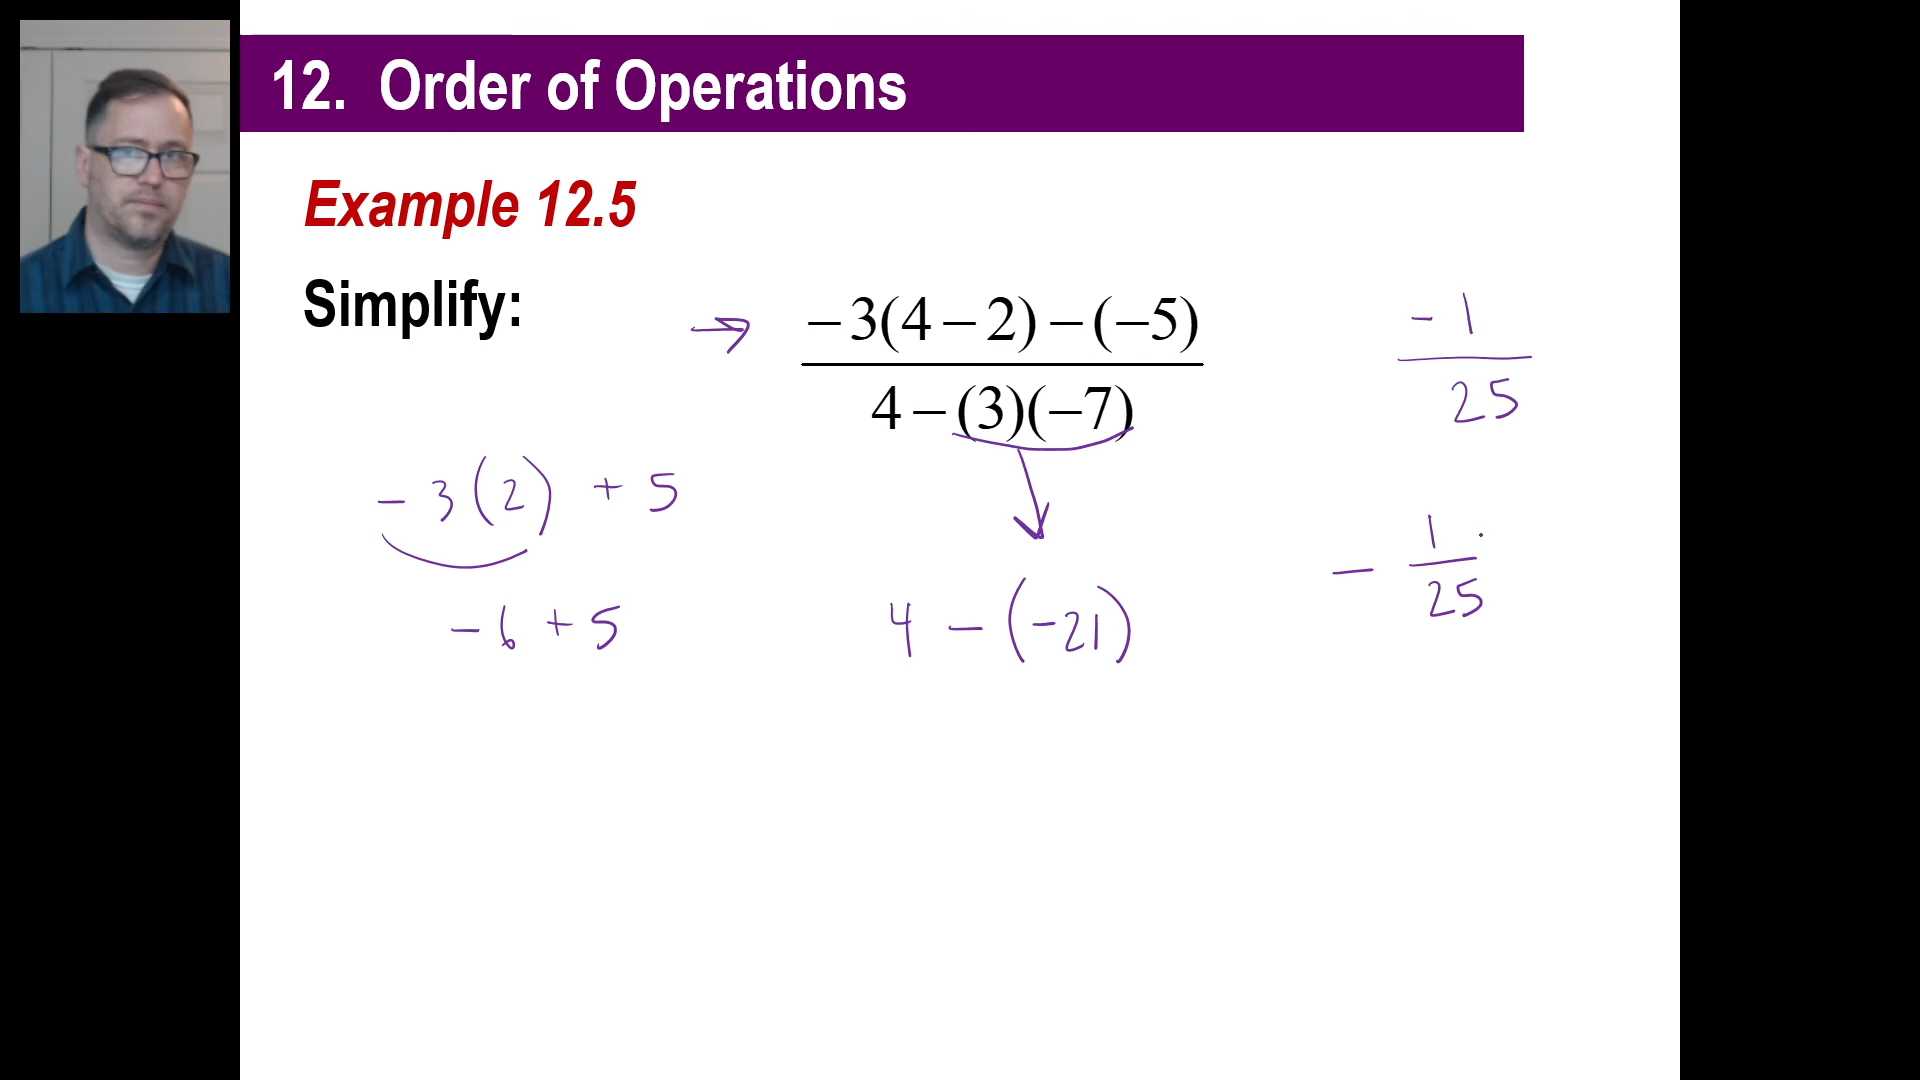 12. Order of Operations
Example 12.5
Simplify:
→ −3(4−2)−(−5)
4−(3)(−7)
-1
25
-3(2) + 5
-6 + 5
4 - (-21)
- 1
25